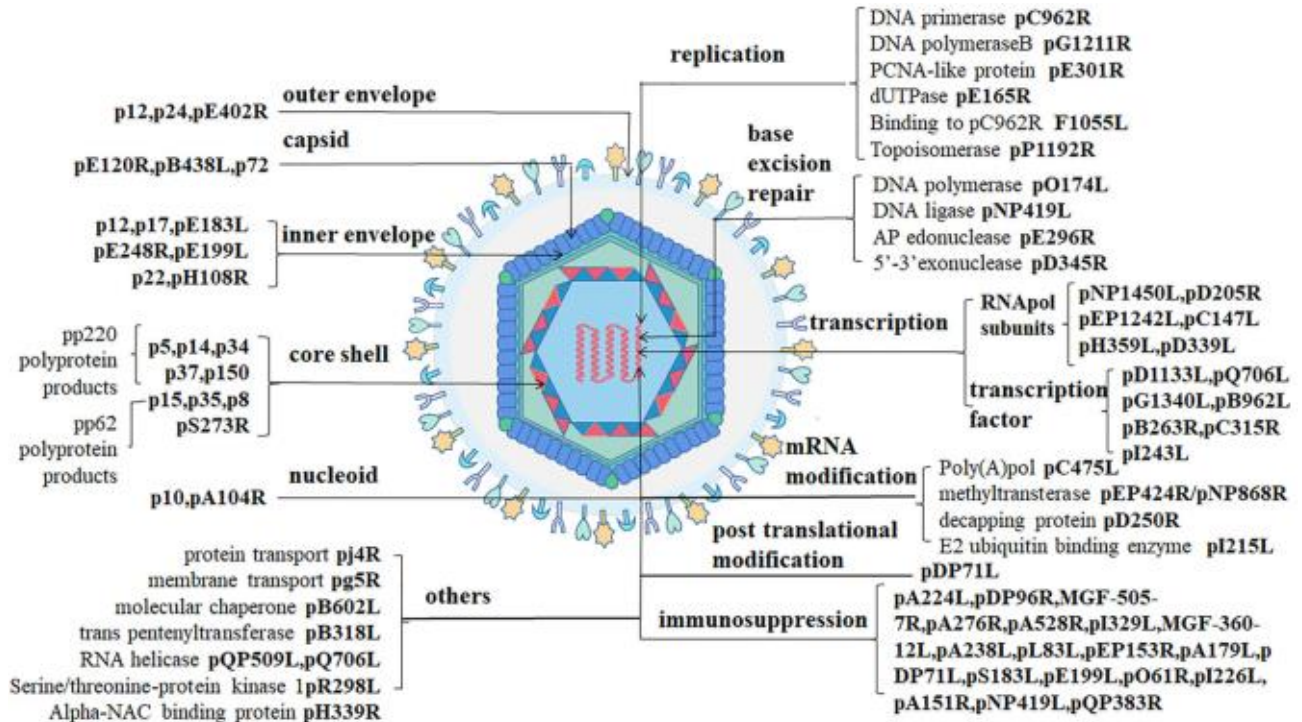 outer envelope
p12,p24,pE402R
capsid
pE120R,pB438L,p72
p12,p17,pE183L
pE248R,pE199L
p22,pH108R
inner envelope
pp220
polyprotein
products
p5,p14,p34
p37,p150
core shell
pp62
polyprotein
products
p15,p35,p8
pS273R
nucleoid
p10,pA104R
protein transport pj4R
membrane transport pg5R
molecular chaperone pB602L
trans pentenyltransferase pB318L
RNA helicase pQP509L,pQ706L
Serine/threonine-protein kinase 1pR298L
Alpha-NAC binding protein pH339R
others
replication
DNA primerase pC962R
DNA polymeraseB pG1211R
PCNA-like protein pE301R
dUTPase pE165R
Binding to pC962R F1055L
Topoisomerase pP1192R
base
excision
repair
DNA polymerase pO174L
DNA ligase pNP419L
AP edonuclease pE296R
5’-3’exonuclease pD345R
transcription
RNApol
subunits
pNP1450L,pD205R
pEP1242L,pC147L
pH359L,pD339L
transcription
factor
pD1133L,pQ706L
pG1340L,pB962L
pB263R,pC315R
pI243L
mRNA
modification
Poly(A)pol pC475L
methyltransterase pEP424R/pNP868R
decapping protein pD250R
E2 ubiquitin binding enzyme pI215L
post translational
modification
pDP71L
immunosuppression
pA224L,pDP96R,MGF-505-
7R,pA276R,pA528R,pI329L,MGF-360-
12L,pA238L,pL83L,pEP153R,pA179L,p
DP71L,pS183L,pE199L,pO61R,pI226L,
pA151R,pNP419L,pQP383R